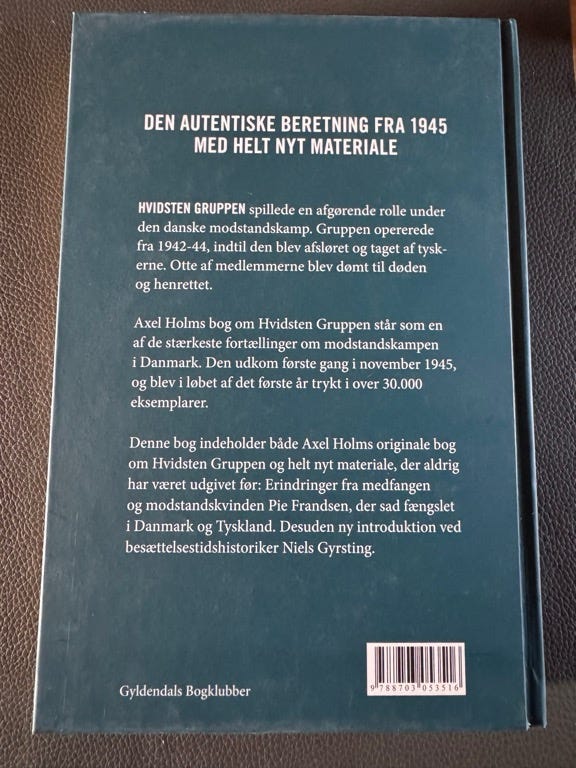 DEN AUTENTISKE BERETNING FRA 1945
MED HELT NYT MATERIALE
HVIDSTEN GRUPPEN spillede en afgørende rolle under
den danske modstandskamp. Gruppen opererede
fra 1942-44, indtil den blev afsløret og taget af tysk-
erne. Otte af medlemmerne blev dømt til døden
og henrettet.
Axel Holms bog om Hvidsten Gruppen står som en
af de stærkeste fortællinger om modstandskampen
i Danmark. Den udkom første gang i november 1945,
og blev i løbet af det første år trykt i over 30.000
eksemplarer.
Denne bog indeholder både Axel Holms originale bog
om Hvidsten Gruppen og helt nyt materiale, der aldrig
har været udgivet før: Erindringer fra medfangen
og modstandskvinden Pie Frandsen, der sad fængslet
i Danmark og Tyskland. Desuden ny introduktion ved
besættelsestidshistoriker Niels Gyrsting.
Gyldendals Bogklubber
9 788703 053516